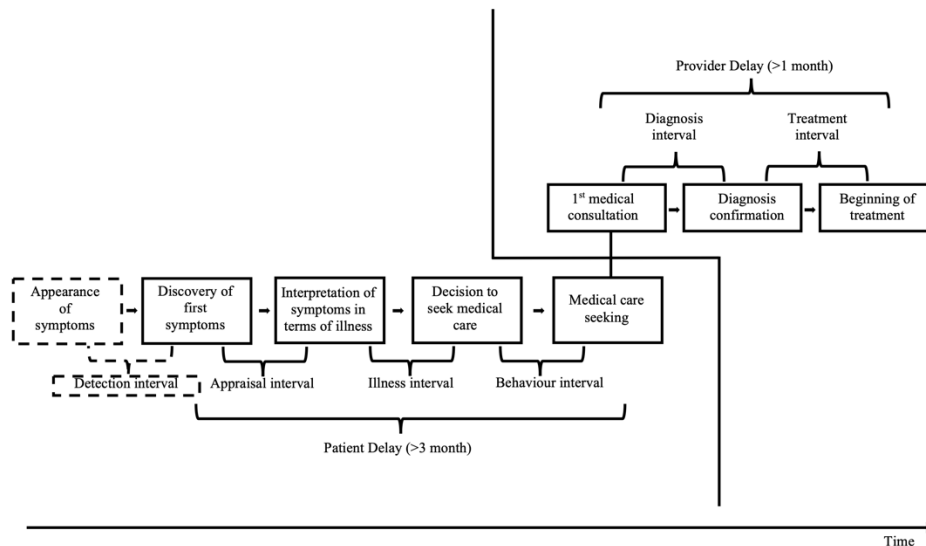 Provider Delay (>1 month)
Diagnosis
interval
Treatment
interval
1st medical
consultation
Diagnosis
confirmation
Beginning of
treatment
Appearance
of
symptoms
Discovery of
first
symptoms
Interpretation of
symptoms in
terms of illness
Decision to
seek medical
care
Medical care
seeking
Detection interval
Appraisal interval
Illness interval
Behaviour interval
Patient Delay (>3 month)
Time